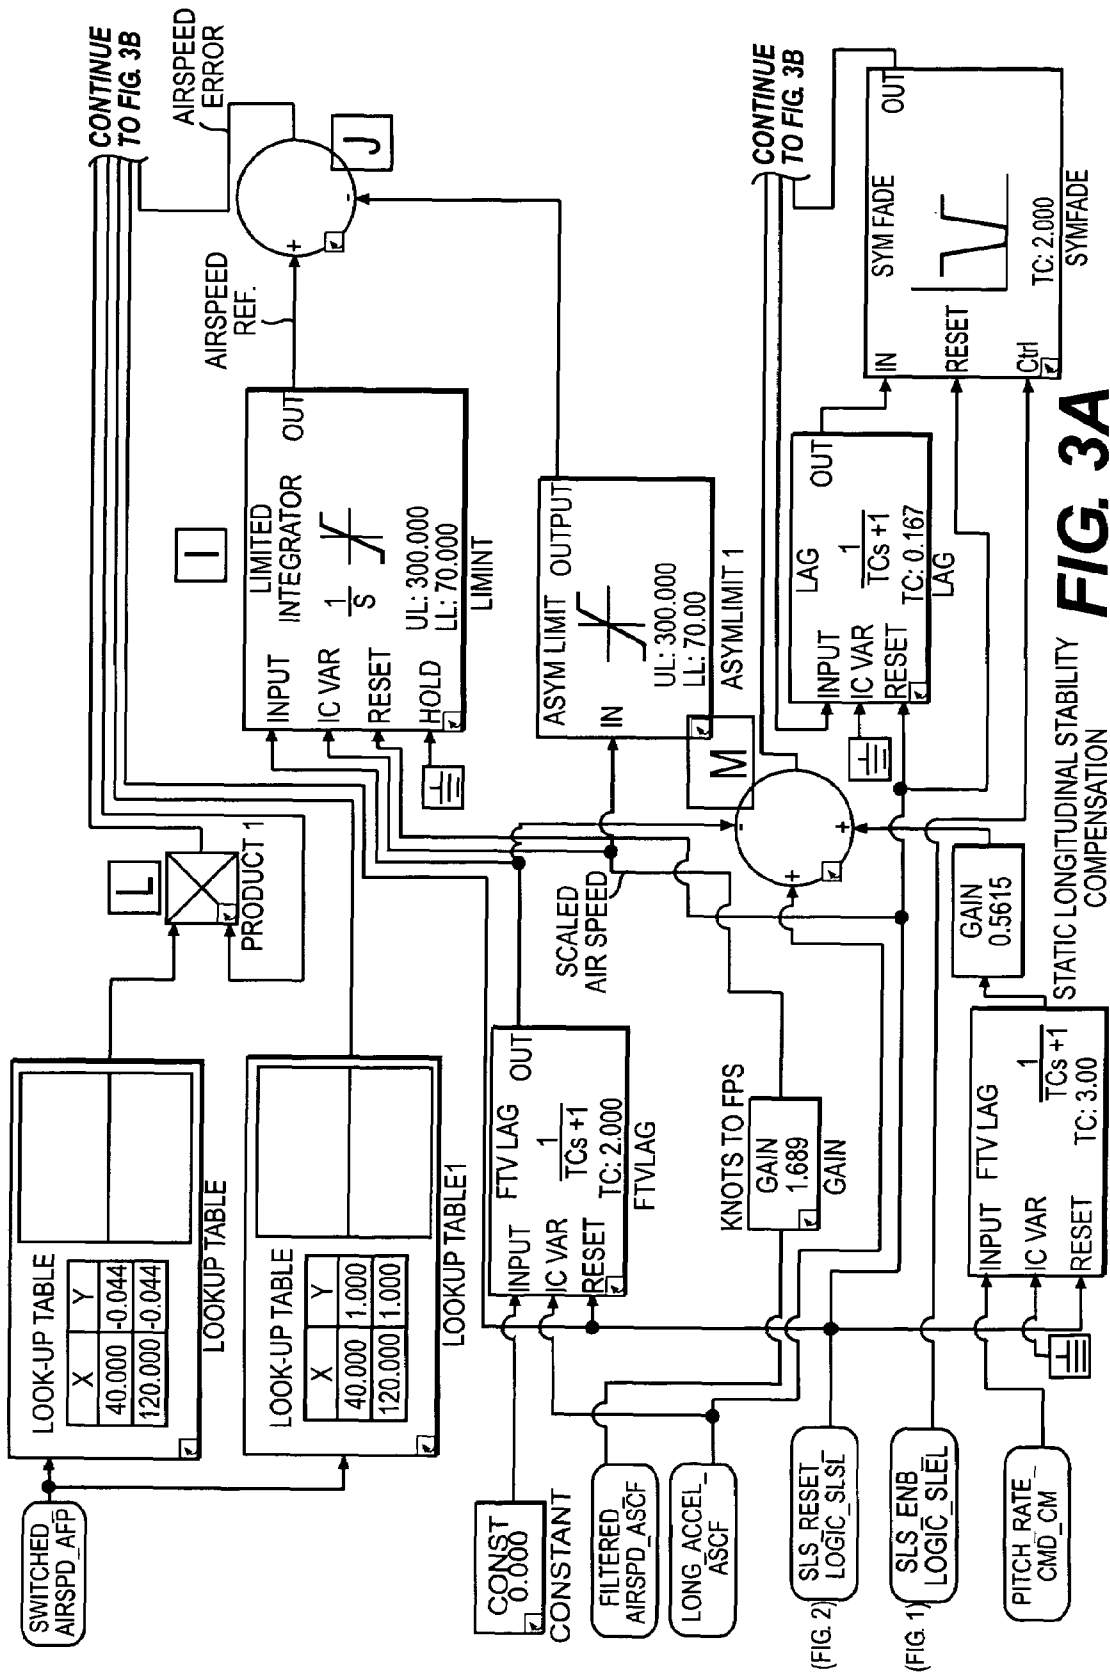 SWITCHED
AIRSPD_AFP
LOOK-UP TABLE
X Y
40.000 -0.044
120.000 -0.044
LOOKUP TABLE
LOOK-UP TABLE
X Y
40.000 1.000
120.000 1.000
LOOKUP TABLE1
L
PRODUCT 1
CONTINUE
TO FIG. 3B
AIRSPEED
ERROR
J
+
-
AIRSPEED
REF.
I
LIMITED
INTEGRATOR
INPUT
OUT
IC VAR
1
S
RESET
HOLD
UL: 300.000
LL: 70.000
LIMINT
CONST
0.000
CONSTANT
FTV LAG
INPUT
OUT
IC VAR
1
TCs +1
RESET
TC: 2.000
FTVLAG
SCALED
AIR SPEED
ASYM LIMIT
OUTPUT
IN
UL: 300.000
LL: 70.00
ASYMLIMIT 1
FILTERED
AIRSPD_ASCF
LONG_ACCEL_
ASCF
KNOTS TO FPS
GAIN
1.689
GAIN
M
-
+
+
CONTINUE
TO FIG. 3B
LAG
INPUT
OUT
IC VAR
1
TCs +1
RESET
TC: 0.167
LAG
SYM FADE
IN
OUT
RESET
Ctrl
TC: 2.000
SYMFADE
(FIG. 2)
SLS_RESET_
LOGIC_SLSL
(FIG. 1)
SLS_ENB
LOGIC_SLEL
PITCH_RATE_
CMD_CM
INPUT
FTV LAG
IC VAR
1
TCs +1
RESET
TC: 3.00
GAIN
0.5615
STATIC LONGITUDINAL STABILITY
COMPENSATION
FIG. 3A